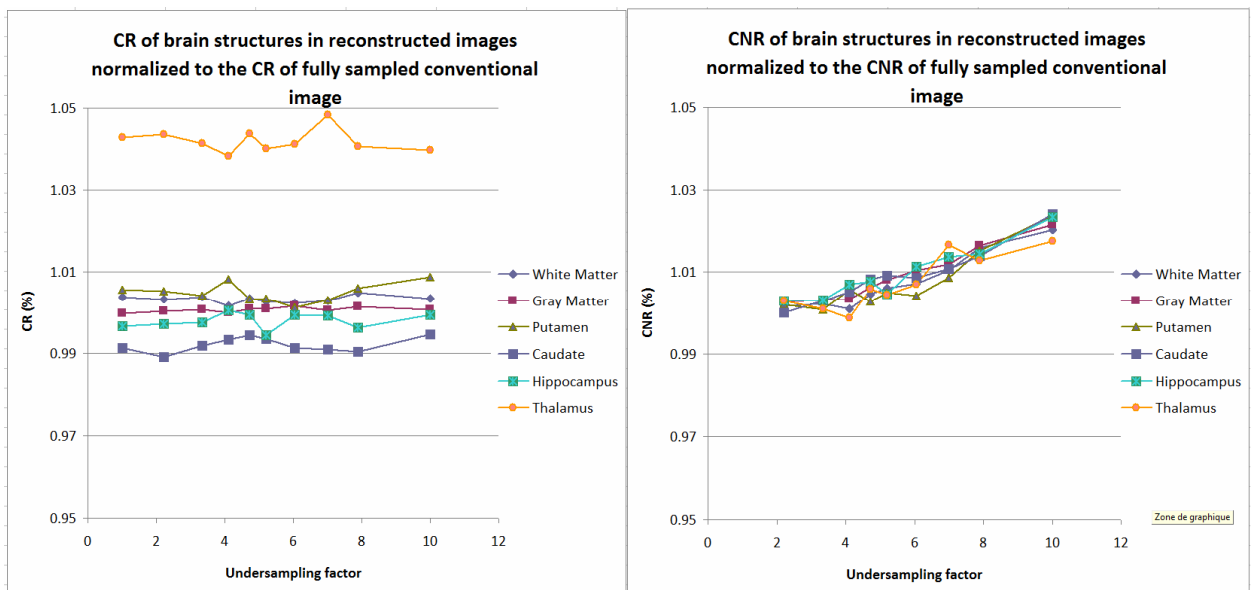 CR of brain structures in reconstructed images
normalized to the CR of fully sampled conventional
image
1.05
1.03
1.01
0.99
0.97
0.95
CR (%)
0 2 4 6 8 10 12
Undersampling factor
White Matter
Gray Matter
Putamen
Caudate
Hippocampus
Thalamus
CNR of brain structures in reconstructed images
normalized to the CNR of fully sampled conventional
image
1.05
1.03
1.01
0.99
0.97
0.95
CNR (%)
0 2 4 6 8 10 12
Undersampling factor
White Matter
Gray Matter
Putamen
Caudate
Hippocampus
Thalamus
Zone de graphique